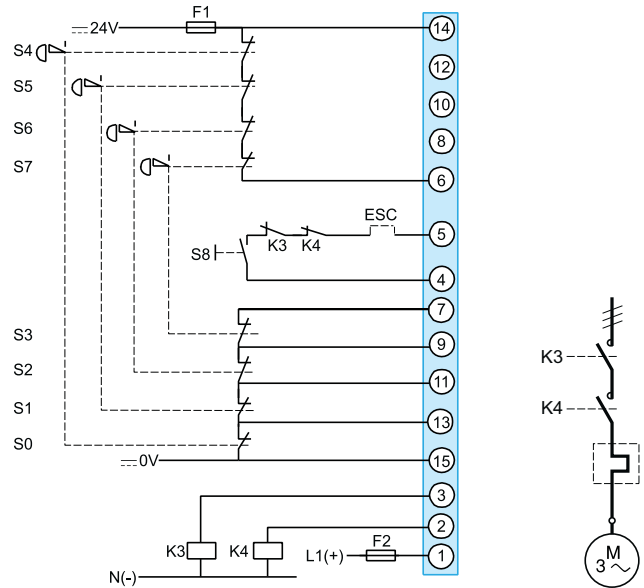 F1
24V
14
S4
12
S5
10
S6
8
S7
6
ESC
5
K3 K4
S8
4
7
S3
9
S2
11
S1
13
S0
0V
15
3
2
K3 K4
L1(+) F2 1
N(-)
K3
K4
M
3